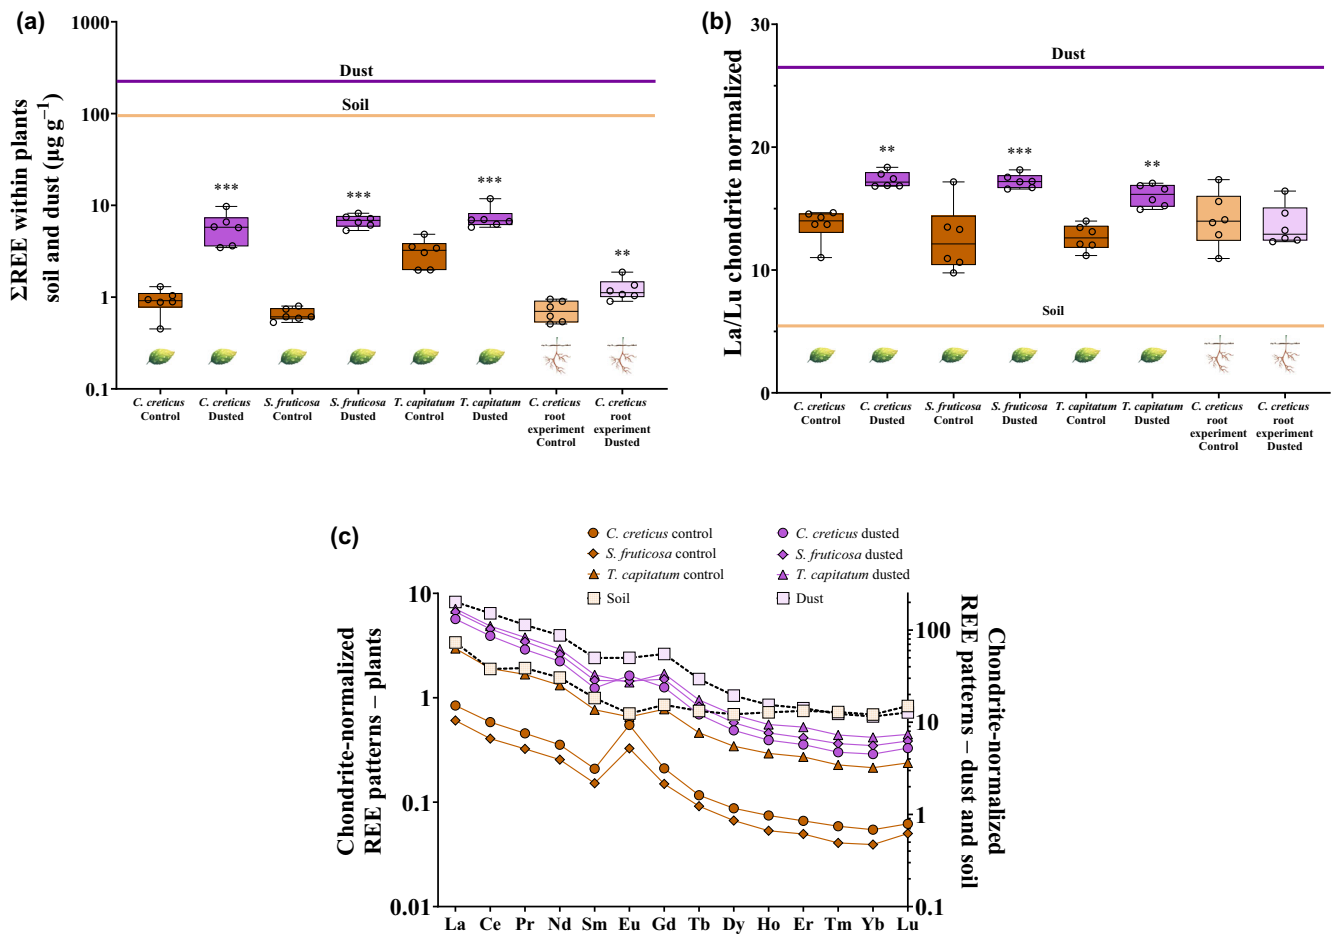 (a)
ΣREE within plants
soil and dust (μg g⁻¹)
1000
100
10
1
0.1
Dust
Soil
***
***
***
**
C. creticus
Control
C. creticus
Dusted
S. fruticosa
Control
S. fruticosa
Dusted
T. capitatum
Control
T. capitatum
Dusted
C. creticus
root
experiment
Control
C. creticus
root
experiment
Dusted
(b)
La/Lu chondrite normalized
30
20
10
0
Dust
**
***
**
Soil
C. creticus
Control
C. creticus
Dusted
S. fruticosa
Control
S. fruticosa
Dusted
T. capitatum
Control
T. capitatum
Dusted
C. creticus
root
experiment
Control
C. creticus
root
experiment
Dusted
(c)
C. creticus control
S. fruticosa control
T. capitatum control
Soil
C. creticus dusted
S. fruticosa dusted
T. capitatum dusted
Dust
Chondrite-normalized
REE patterns – plants
10
1
0.1
0.01
100
10
1
0.1
Chondrite-normalized
REE patterns – dust and soil
La Ce Pr Nd Sm Eu Gd Tb Dy Ho Er Tm Yb Lu